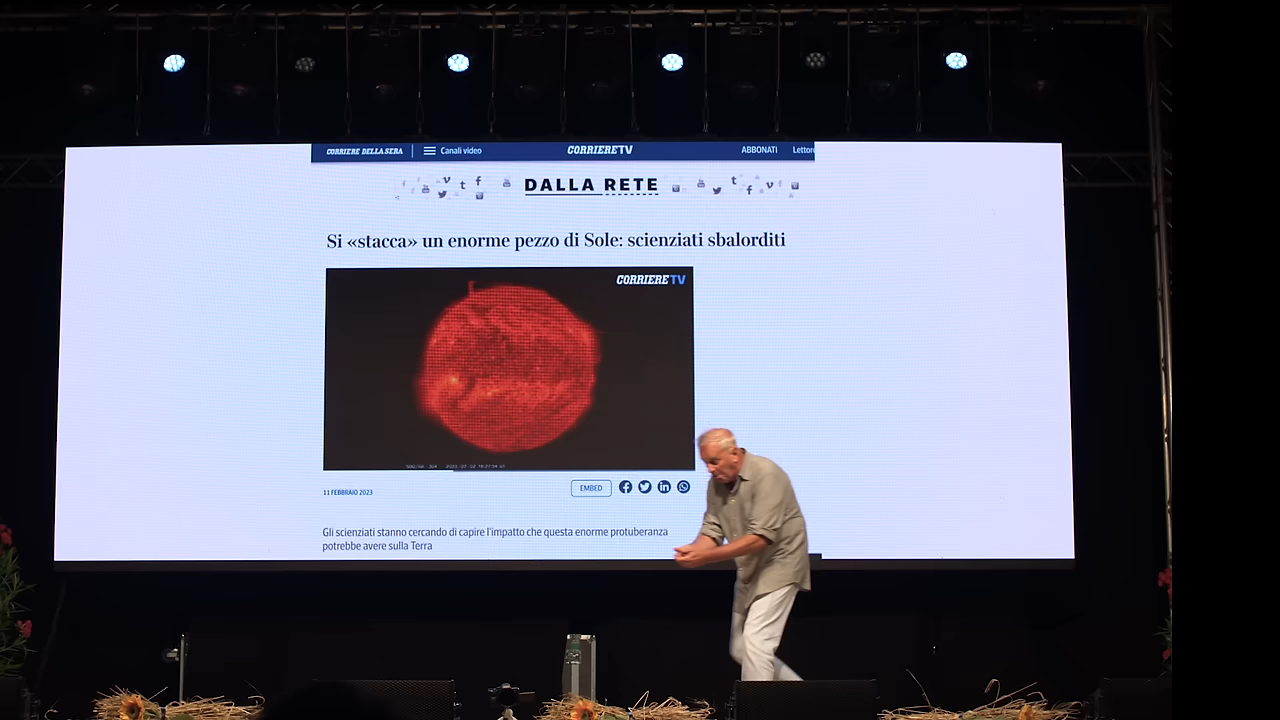 CORRIERE DELLA SERA Canali video CORRIERETV ABBONATI Lettore
DALLA RETE
Si «stacca» un enorme pezzo di Sole: scienziati sbalorditi
CORRIERETV
11 FEBBRAIO 2023
EMBED
Gli scienziati stanno cercando di capire l'impatto che questa enorme protuberanza
potrebbe avere sulla Terra